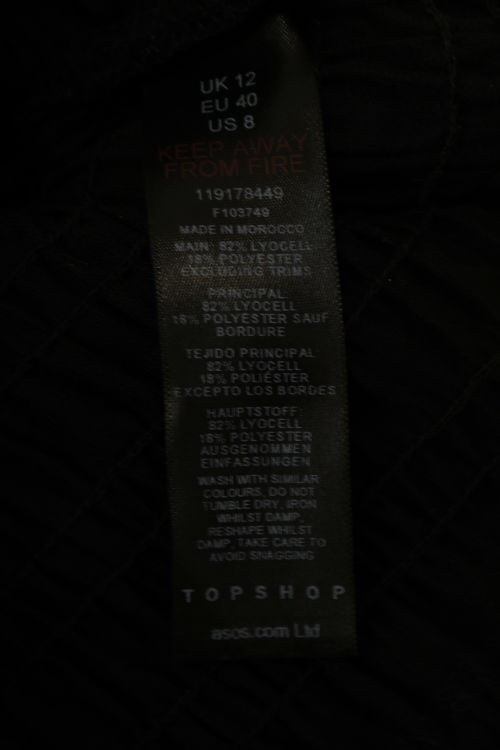 UK 12
EU 40
US 8
KEEP AWAY
FROM FIRE
119178449
F103749
MADE IN MOROCCO
MAIN: 82% LYOCELL
18% POLYESTER
EXCLUDING TRIMS
PRINCIPAL:
82% LYOCELL
18% POLYESTER SAUF
BORDURE
TEJIDO PRINCIPAL:
82% LYOCELL
18% POLIÉSTER
EXCEPTO LOS BORDES
HAUPTSTOFF:
82% LYOCELL
18% POLYESTER
AUSGENOMMEN
EINFASSUNGEN
WASH WITH SIMILAR
COLOURS, DO NOT
TUMBLE DRY, IRON
WHILST DAMP,
RESHAPE WHILST
DAMP, TAKE CARE TO
AVOID SNAGGING
TOPSHOP
asos.com Ltd